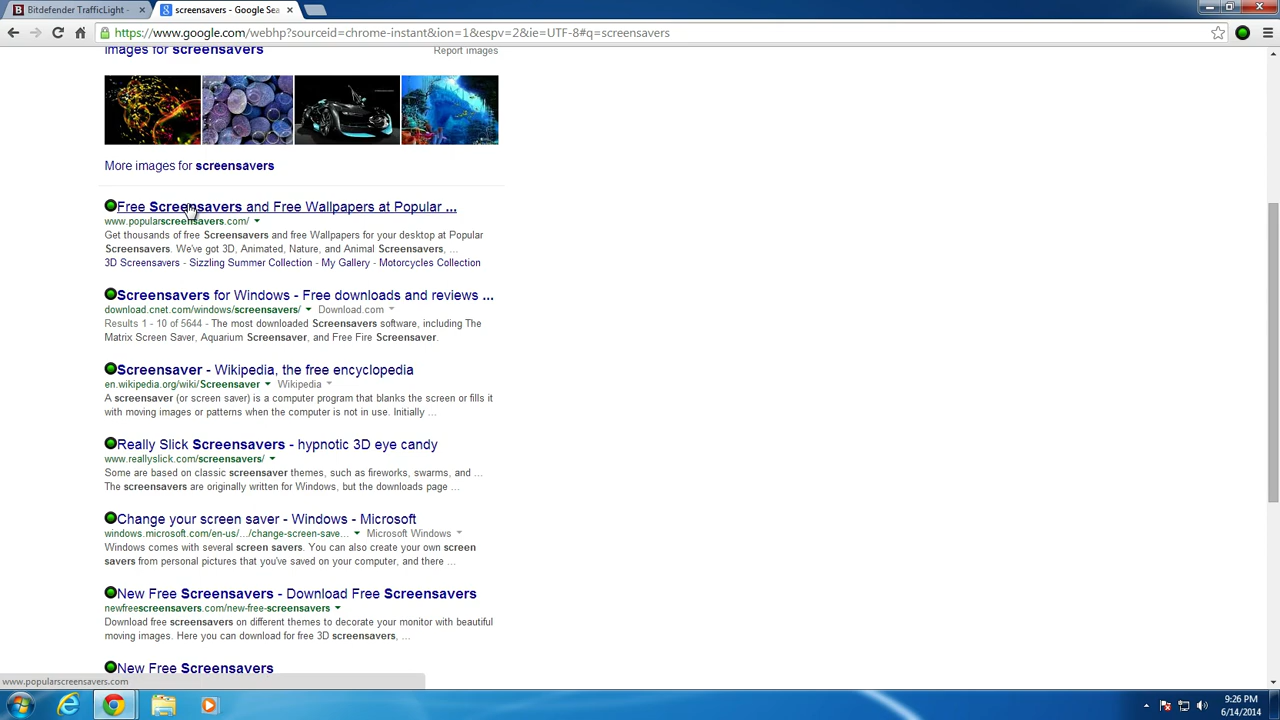 Bitdefender TrafficLight -
screensavers - Google Sea
https://www.google.com/webhp?sourceid=chrome-instant&ion=1&espv=2&ie=UTF-8#q=screensavers
Images for screensavers
Report images
More images for screensavers
Free Screensavers and Free Wallpapers at Popular ...
www.popularscreensavers.com/
Get thousands of free Screensavers and free Wallpapers for your desktop at Popular
Screensavers. We've got 3D, Animated, Nature, and Animal Screensavers, ...
3D Screensavers - Sizzling Summer Collection - My Gallery - Motorcycles Collection
Screensavers for Windows - Free downloads and reviews ...
download.cnet.com/windows/screensavers/ Download.com
Results 1 - 10 of 5644 - The most downloaded Screensavers software, including The
Matrix Screen Saver, Aquarium Screensaver, and Free Fire Screensaver.
Screensaver - Wikipedia, the free encyclopedia
en.wikipedia.org/wiki/Screensaver Wikipedia
A screensaver (or screen saver) is a computer program that blanks the screen or fills it
with moving images or patterns when the computer is not in use. Initially ...
Really Slick Screensavers - hypnotic 3D eye candy
www.reallyslick.com/screensavers/
Some are based on classic screensaver themes, such as fireworks, swarms, and ...
The screensavers are originally written for Windows, but the downloads page ...
Change your screen saver - Windows - Microsoft
windows.microsoft.com/en-us/.../change-screen-save... Microsoft Windows
Windows comes with several screen savers. You can also create your own screen
savers from personal pictures that you've saved on your computer, and there ...
New Free Screensavers - Download Free Screensavers
newfreescreensavers.com/new-free-screensavers
Download free screensavers on different themes to decorate your monitor with beautiful
moving images. Here you can download for free 3D screensavers, ...
New Free Screensavers
www.popularscreensavers.com
9:26 PM
6/14/2014